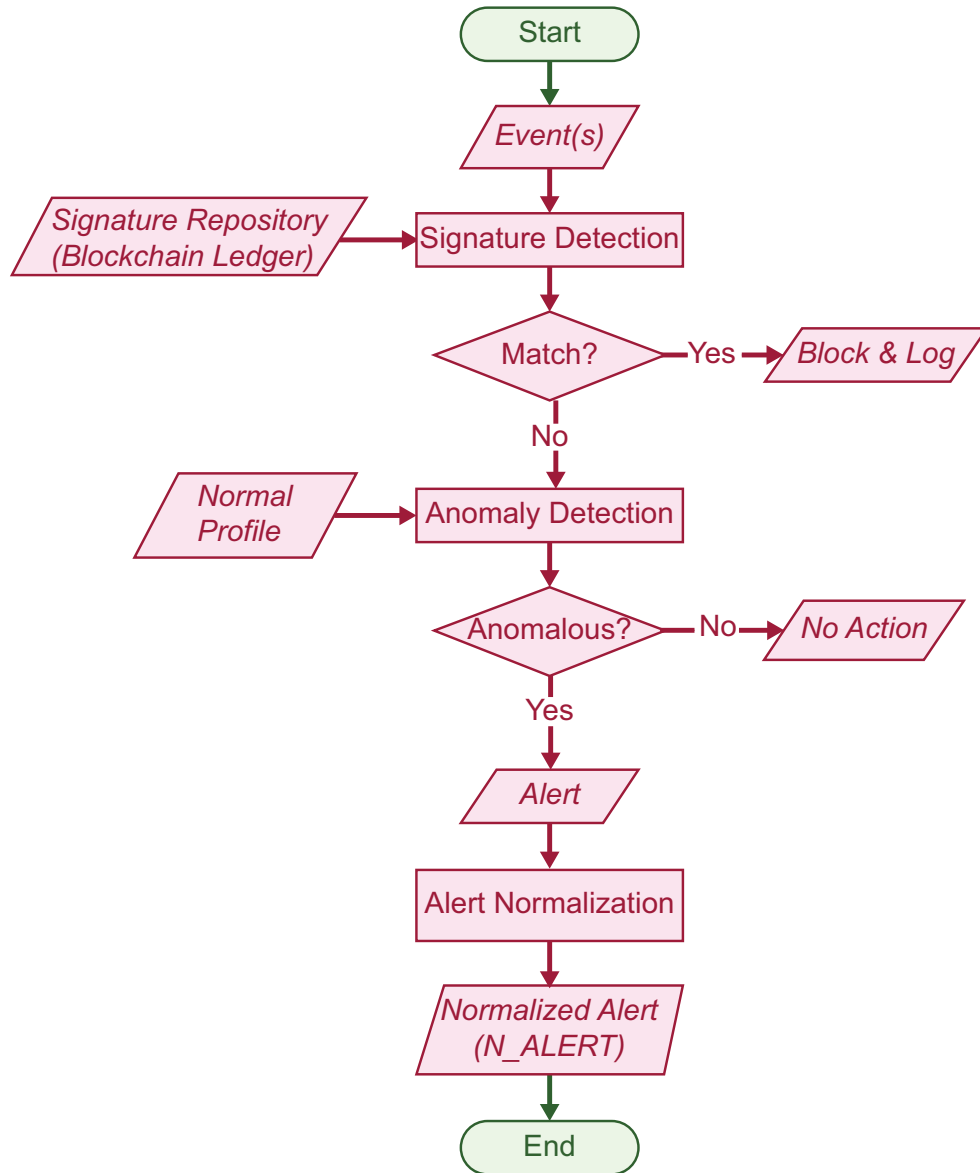 Start
Event(s)
Signature Repository
(Blockchain Ledger)
Signature Detection
Match?
Yes
Block & Log
No
Normal
Profile
Anomaly Detection
Anomalous?
No
No Action
Yes
Alert
Alert Normalization
Normalized Alert
(N_ALERT)
End